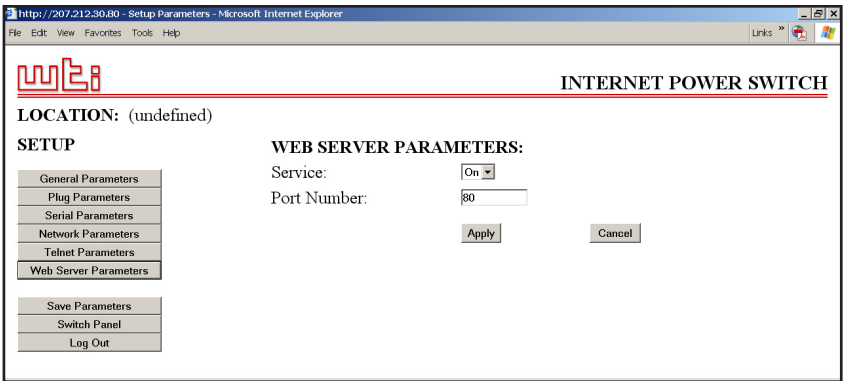 http://207.212.30.80 - Setup Parameters - Microsoft Internet Explorer
File Edit View Favorites Tools Help
Links »
wti
INTERNET POWER SWITCH
LOCATION: (undefined)
SETUP
WEB SERVER PARAMETERS:
General Parameters
Plug Parameters
Serial Parameters
Network Parameters
Telnet Parameters
Web Server Parameters
Save Parameters
Switch Panel
Log Out
Service: On
Port Number: 80
Apply Cancel